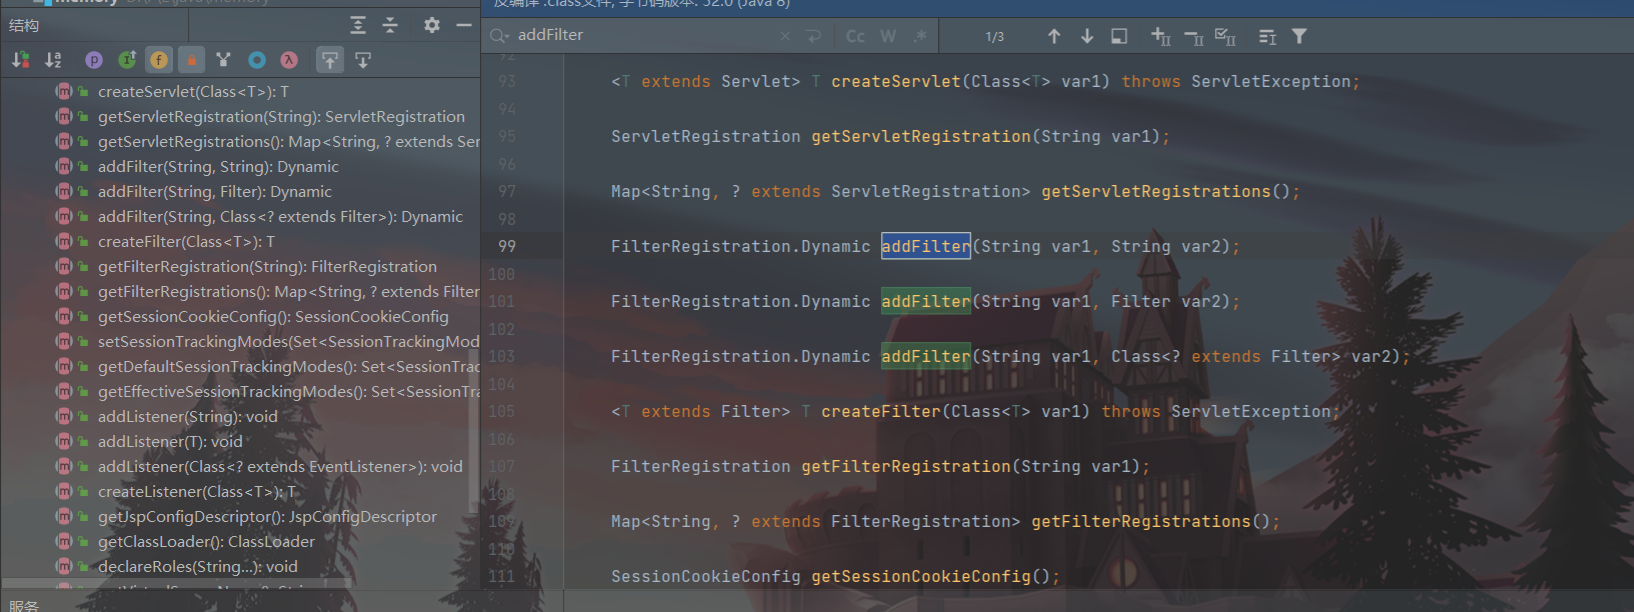 memory
反编译 .class文件, 字节码版本: 52.0 (Java 8)
结构
addFilter
Cc W .*
1/3
createServlet(Class<T>): T
getServletRegistration(String): ServletRegistration
getServletRegistrations(): Map<String, ? extends Ser
addFilter(String, String): Dynamic
addFilter(String, Filter): Dynamic
addFilter(String, Class<? extends Filter>): Dynamic
createFilter(Class<T>): T
getFilterRegistration(String): FilterRegistration
getFilterRegistrations(): Map<String, ? extends Filter
getSessionCookieConfig(): SessionCookieConfig
setSessionTrackingModes(Set<SessionTrackingMod
getDefaultSessionTrackingModes(): Set<SessionTrac
getEffectiveSessionTrackingModes(): Set<SessionTra
addListener(String): void
addListener(T): void
addListener(Class<? extends EventListener>): void
createListener(Class<T>): T
getJspConfigDescriptor(): JspConfigDescriptor
getClassLoader(): ClassLoader
declareRoles(String...): void
服务
92
93 <T extends Servlet> T createServlet(Class<T> var1) throws ServletException;
94
95 ServletRegistration getServletRegistration(String var1);
96
97 Map<String, ? extends ServletRegistration> getServletRegistrations();
98
99 FilterRegistration.Dynamic addFilter(String var1, String var2);
100
101 FilterRegistration.Dynamic addFilter(String var1, Filter var2);
102
103 FilterRegistration.Dynamic addFilter(String var1, Class<? extends Filter> var2);
104
105 <T extends Filter> T createFilter(Class<T> var1) throws ServletException;
106
107 FilterRegistration getFilterRegistration(String var1);
108
109 Map<String, ? extends FilterRegistration> getFilterRegistrations();
110
111 SessionCookieConfig getSessionCookieConfig();